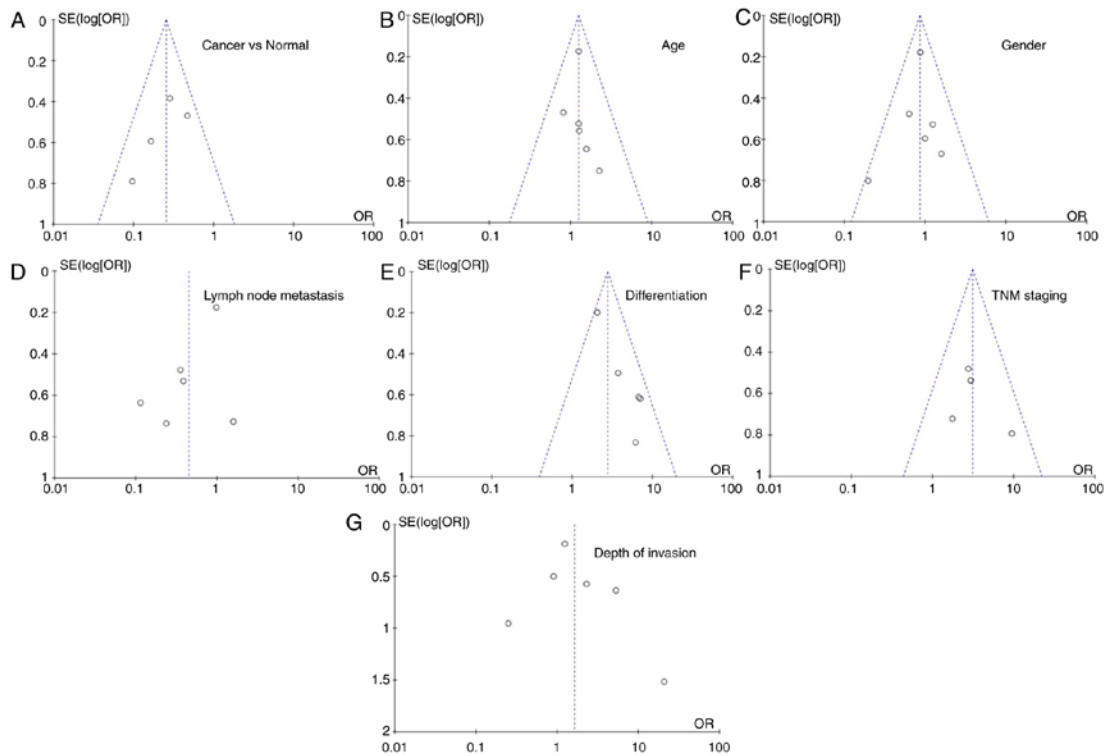 A
SE(log[OR])
Cancer vs Normal
0
0.2
0.4
0.6
0.8
1
OR
0.01 0.1 1 10 100
B
SE(log[OR])
Age
0
0.2
0.4
0.6
0.8
1
OR
0.01 0.1 1 10 100
C
SE(log[OR])
Gender
0
0.2
0.4
0.6
0.8
1
OR
0.01 0.1 1 10 100
D
SE(log[OR])
Lymph node metastasis
0
0.2
0.4
0.6
0.8
1
OR
0.01 0.1 1 10 100
E
SE(log[OR])
Differentiation
0
0.2
0.4
0.6
0.8
1
OR
0.01 0.1 1 10 100
F
SE(log[OR])
TNM staging
0
0.2
0.4
0.6
0.8
1
OR
0.01 0.1 1 10 100
G
SE(log[OR])
Depth of invasion
0
0.5
1
1.5
2
OR
0.01 0.1 1 10 100